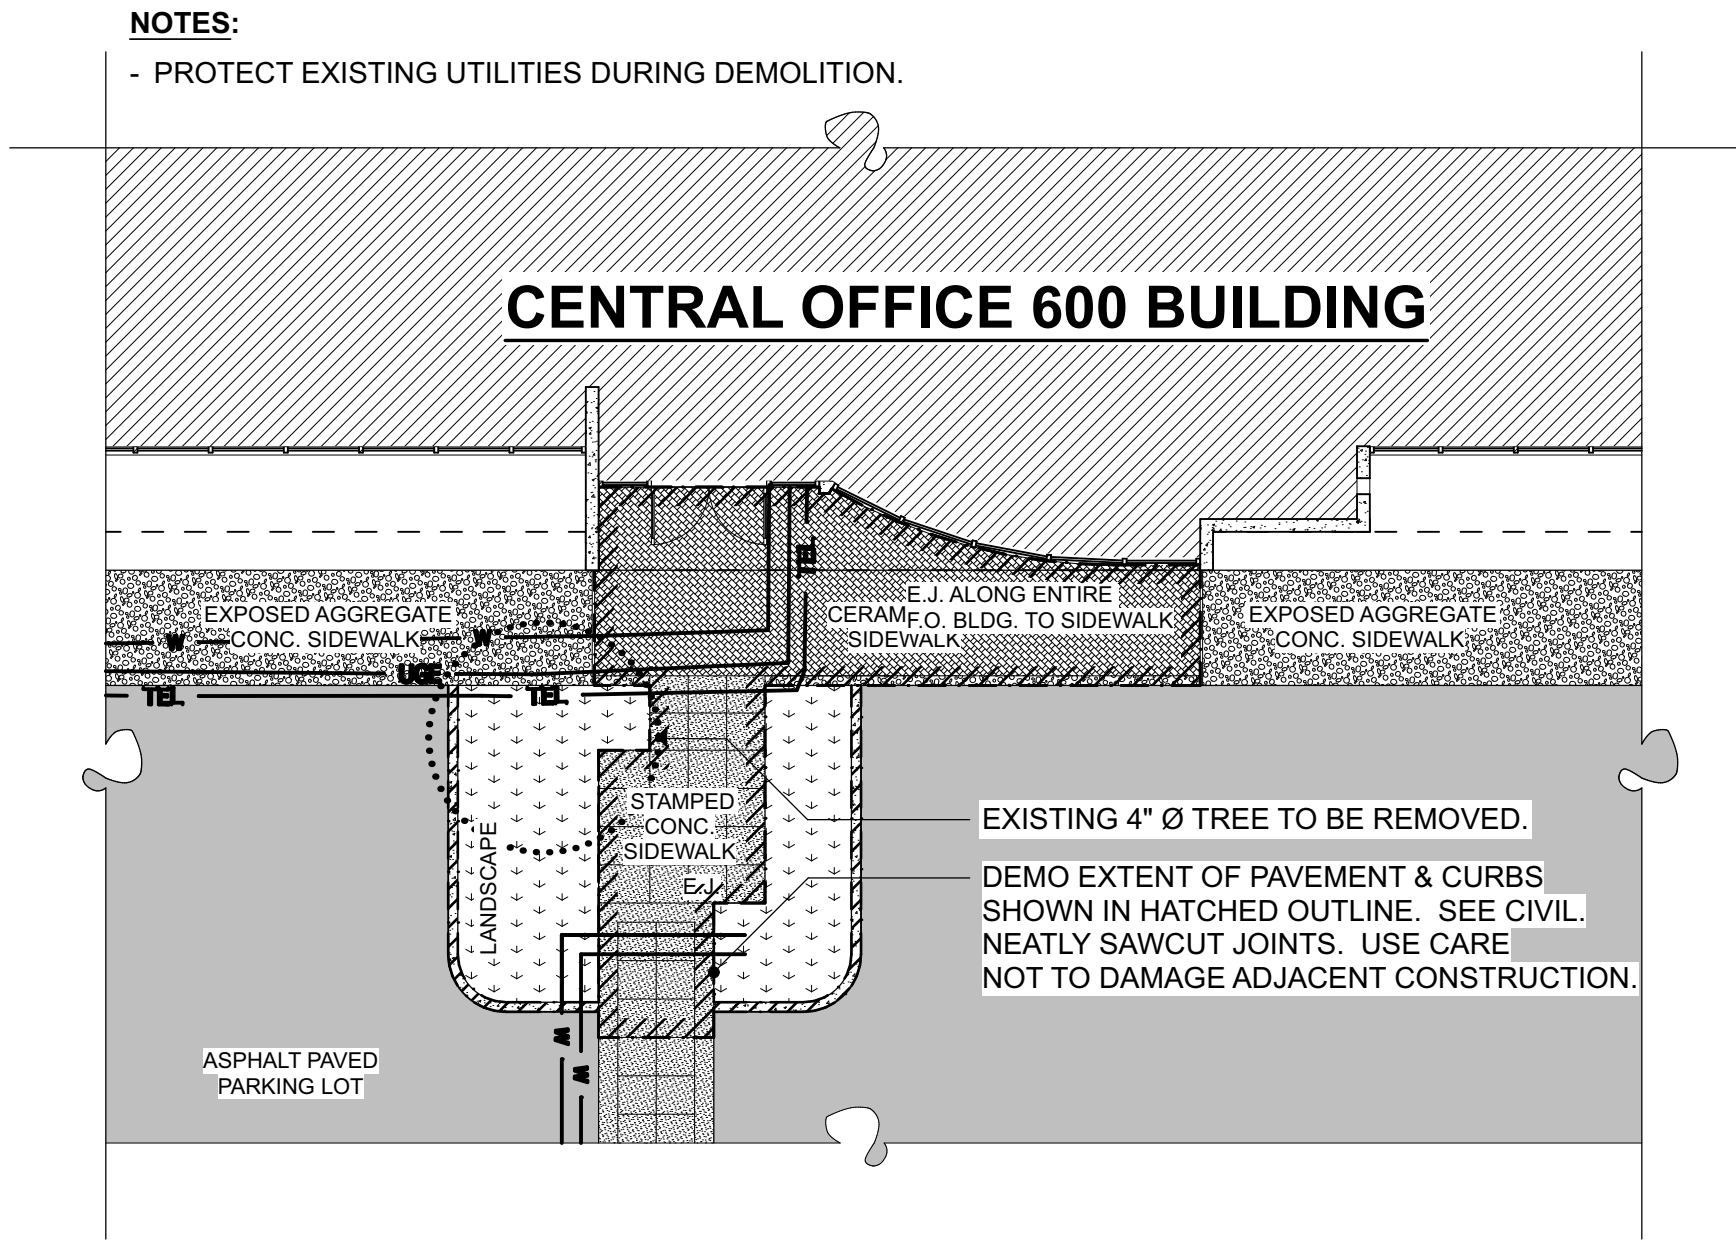 NOTES:
- PROTECT EXISTING UTILITIES DURING DEMOLITION.
CENTRAL OFFICE 600 BUILDING
TEL
EXPOSED AGGREGATE
CONC. SIDEWALK
W
W
E.J. ALONG ENTIRE
F.O. BLDG. TO SIDEWALK
SIDEWALK
EXPOSED AGGREGATE
CONC. SIDEWALK
UGE
TEL
TEL
STAMPED
CONC.
SIDEWALK
E.J.
LANDSCAPE
EXISTING 4" Ø TREE TO BE REMOVED.
DEMO EXTENT OF PAVEMENT & CURBS
SHOWN IN HATCHED OUTLINE. SEE CIVIL.
NEATLY SAWCUT JOINTS. USE CARE
NOT TO DAMAGE ADJACENT CONSTRUCTION.
W
W
ASPHALT PAVED
PARKING LOT